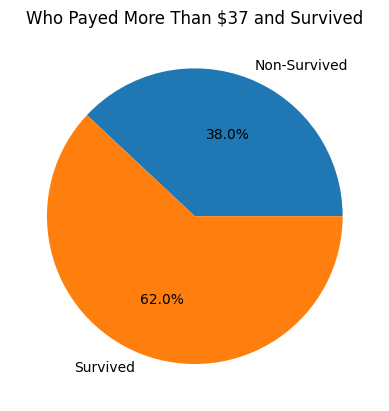 Who Payed More Than $37 and Survived
Non-Survived
38.0%
62.0%
Survived